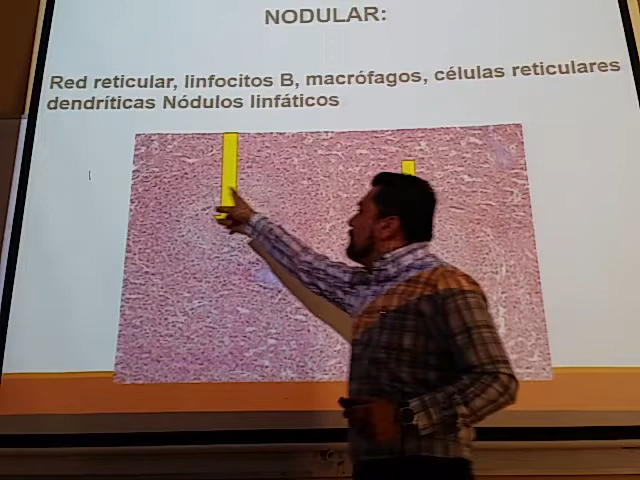 NODULAR:
Red reticular, linfocitos B, macrófagos, células reticulares
dendríticas Nódulos linfáticos